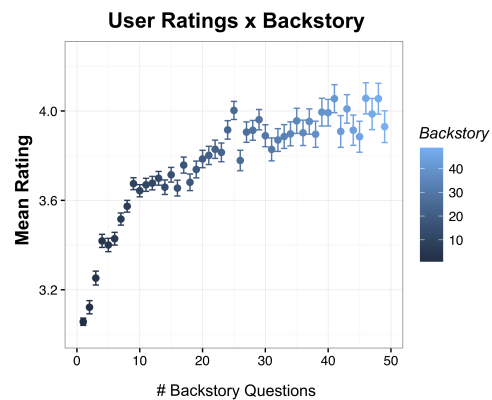 User Ratings x Backstory
Mean Rating
4.0
3.6
3.2
0 10 20 30 40 50
# Backstory Questions
Backstory
40
30
20
10